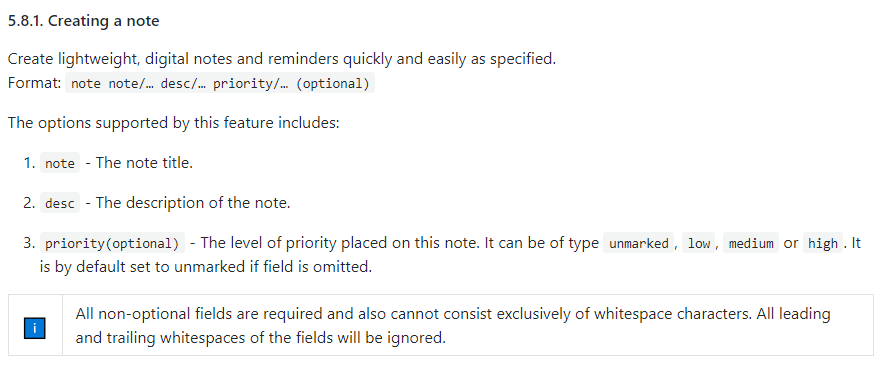 5.8.1. Creating a note
Create lightweight, digital notes and reminders quickly and easily as specified.
Format: note note/… desc/… priority/… (optional)
The options supported by this feature includes:
1. note - The note title.
2. desc - The description of the note.
3. priority(optional) - The level of priority placed on this note. It can be of type unmarked, low, medium or high. It
is by default set to unmarked if field is omitted.
i
All non-optional fields are required and also cannot consist exclusively of whitespace characters. All leading
and trailing whitespaces of the fields will be ignored.